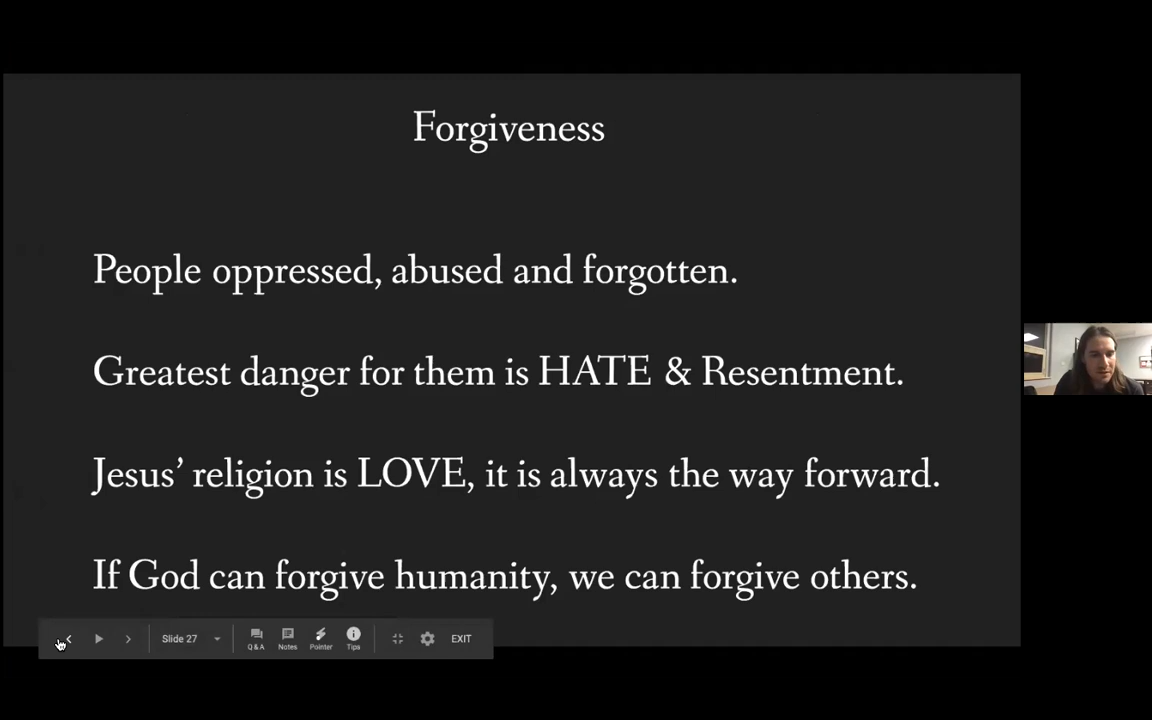 Forgiveness
People oppressed, abused and forgotten.
Greatest danger for them is HATE & Resentment.
Jesus’ religion is LOVE, it is always the way forward.
If God can forgive humanity, we can forgive others.
Slide 27
Q & A
Notes
Pointer
Tips
EXIT